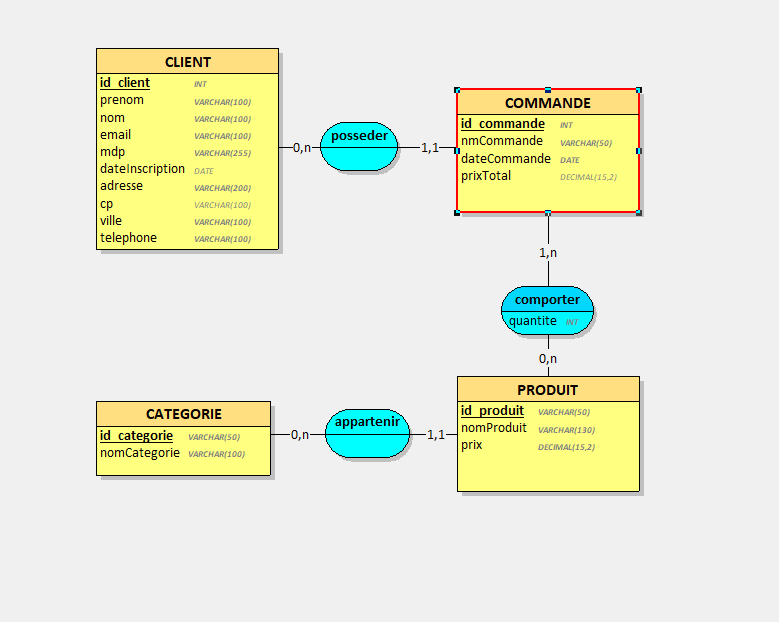 CLIENT
id_client INT
prenom VARCHAR(100)
nom VARCHAR(100)
email VARCHAR(100)
mdp VARCHAR(255)
dateInscription DATE
adresse VARCHAR(200)
cp VARCHAR(100)
ville VARCHAR(100)
telephone VARCHAR(100)
0,n
posseder
1,1
COMMANDE
id_commande INT
nmCommande VARCHAR(50)
dateCommande DATE
prixTotal DECIMAL(15,2)
1,n
comporter
quantite INT
0,n
CATEGORIE
id_categorie VARCHAR(50)
nomCategorie VARCHAR(100)
0,n
appartenir
1,1
PRODUIT
id_produit VARCHAR(50)
nomProduit VARCHAR(130)
prix DECIMAL(15,2)